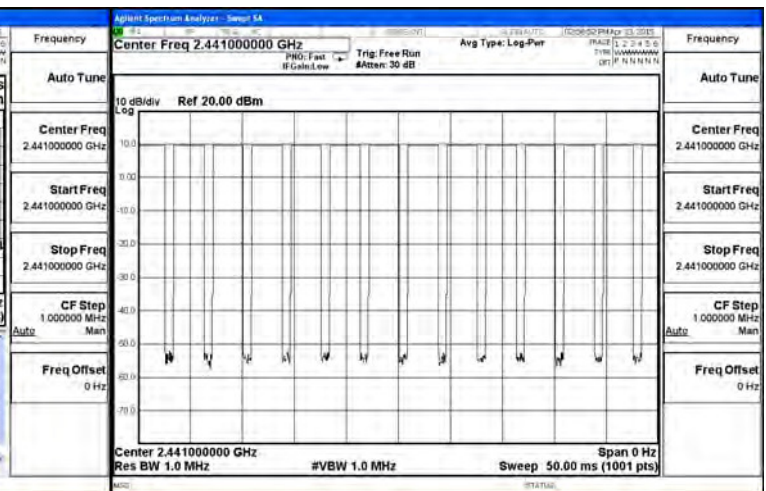 Frequency
Auto Tune
Center Freq
2.441000000 GHz
Start Freq
2.441000000 GHz
Stop Freq
2.441000000 GHz
CF Step
1.000000 MHz
Auto Man
Freq Offset
0 Hz
Agilent Spectrum Analyzer - Swept SA
Center Freq 2.441000000 GHz
PNO: Fast
IFGain:Low
Trig: Free Run
#Atten: 30 dB
Avg Type: Log-Pwr
TRACE 1 2 3 4 5 6
TYPE
DET P N N N N N
10 dB/div Ref 20.00 dBm
Log
10.0
0.00
-10.0
-20.0
-30.0
-40.0
-50.0
-60.0
-70.0
Center 2.441000000 GHz
Span 0 Hz
Res BW 1.0 MHz
#VBW 1.0 MHz
Sweep 50.00 ms (1001 pts)
MSG
STATUS
Frequency
Auto Tune
Center Freq
2.441000000 GHz
Start Freq
2.441000000 GHz
Stop Freq
2.441000000 GHz
CF Step
1.000000 MHz
Auto Man
Freq Offset
0 Hz